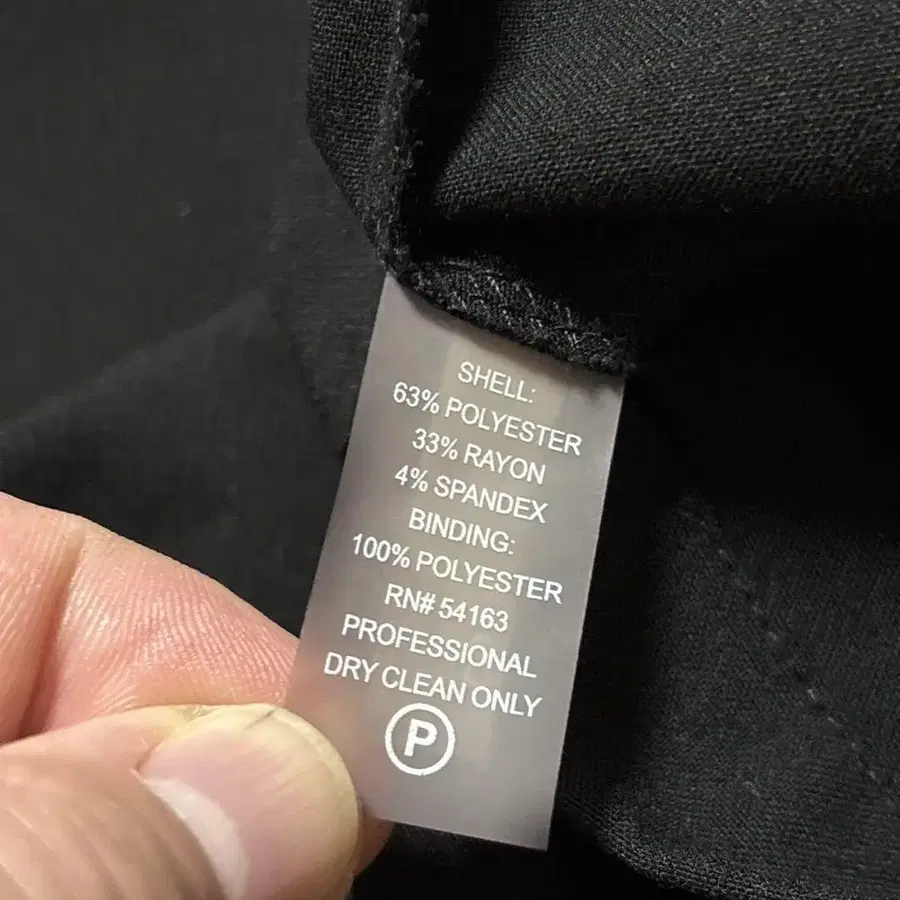 SHELL:
63% POLYESTER
33% RAYON
4% SPANDEX
BINDING:
100% POLYESTER
RN# 54163
PROFESSIONAL
DRY CLEAN ONLY
P